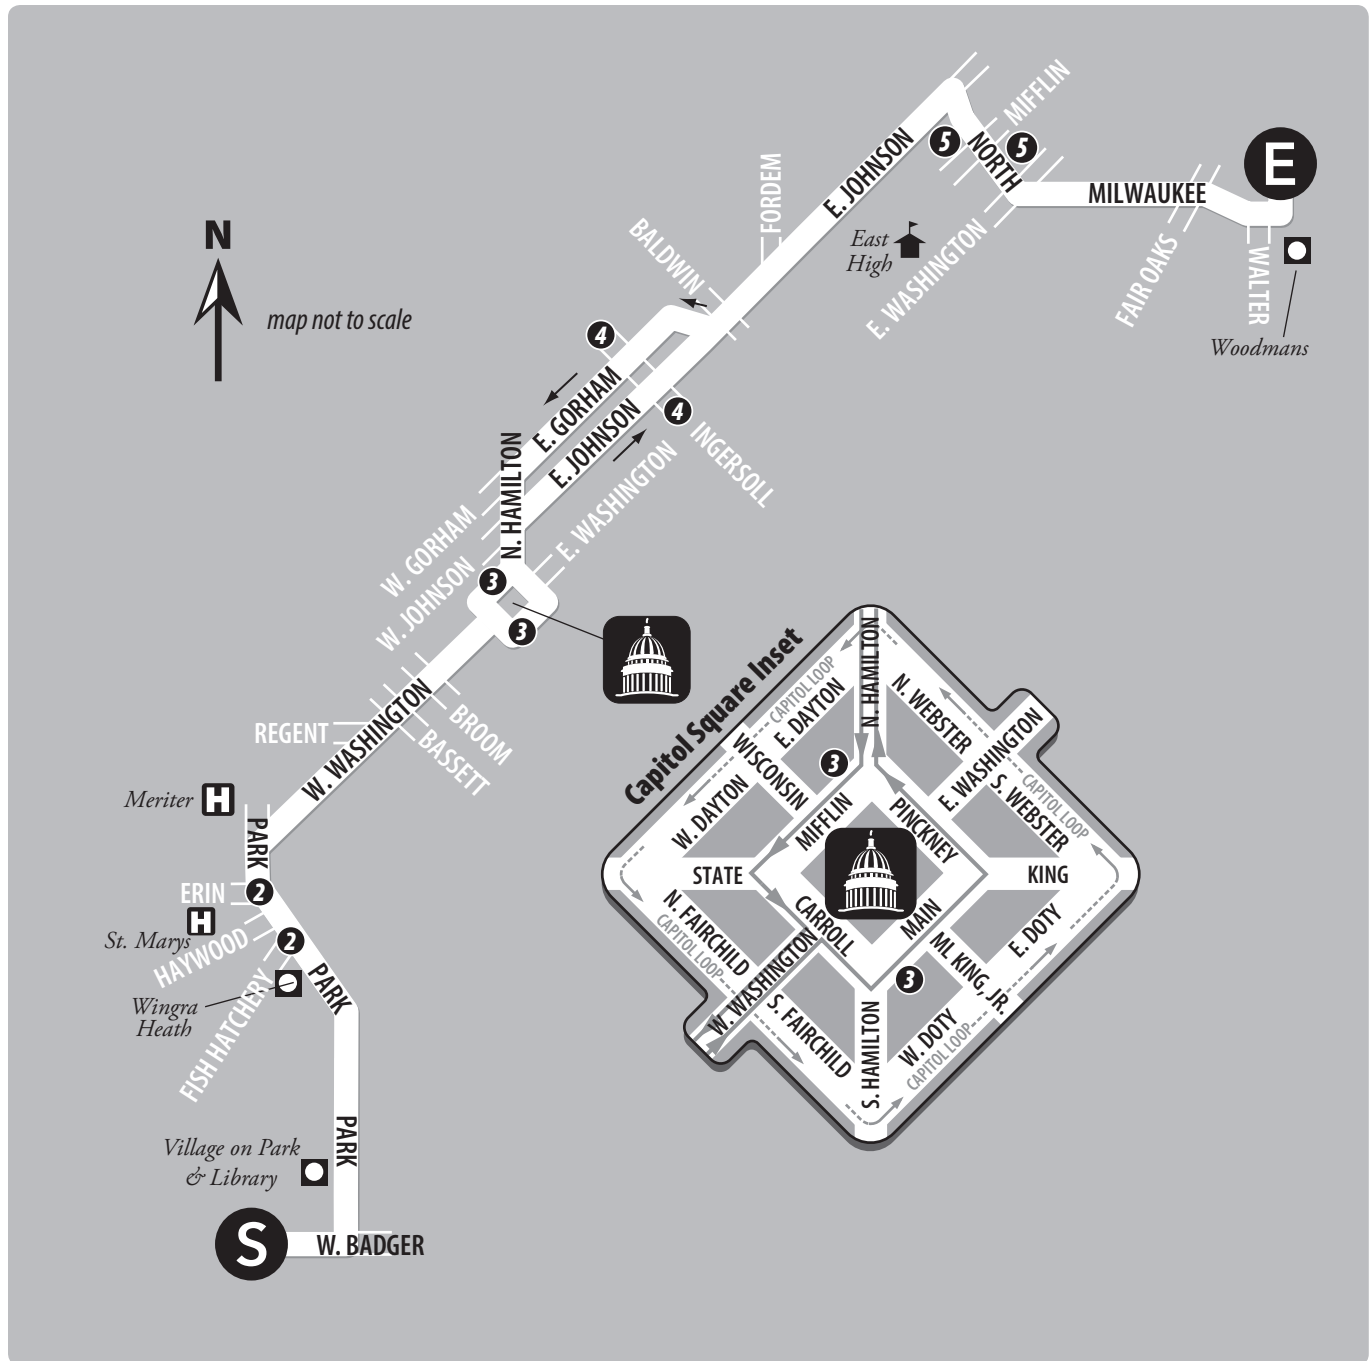 MIFFLIN
5
5
NORTH
E. JOHNSON
E
MILWAUKEE
FORDEM
BALDWIN
East
High
E. WASHINGTON
FAIR OAKS
WALTER
Woodmans
N
map not to scale
4
E. GORHAM
4
E. JOHNSON
INGERSOLL
N. HAMILTON
E. WASHINGTON
W. GORHAM
W. JOHNSON
3
3
W. WASHINGTON
BROOM
BASSETT
REGENT
Meriter
H
PARK
ERIN
2
H
St. Marys
HAYWOOD
2
PARK
Wingra
Heath
FISH HATCHERY
PARK
Village on Park
& Library
S
W. BADGER
Capitol Square Inset
CAPITOL LOOP
N. HAMILTON
E. DAYTON
N. WEBSTER
WISCONSIN
E. WASHINGTON
3
W. DAYTON
MIFFLIN
PINCKNEY
S. WEBSTER
CAPITOL LOOP
STATE
KING
N. FAIRCHILD
CAPITOL LOOP
CARROLL
MAIN
E. DOTY
W. WASHINGTON
ML KING, JR.
3
S. FAIRCHILD
S. HAMILTON
W. DOTY
CAPITOL LOOP